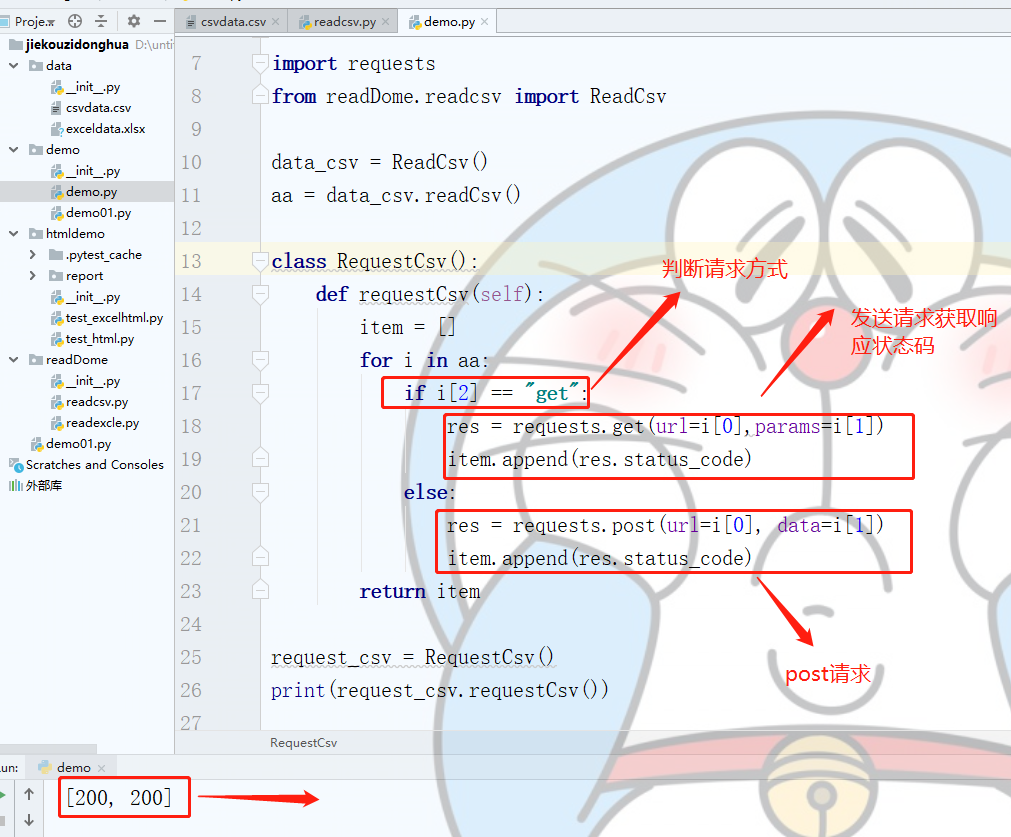 Proje..
csvdata.csv
readcsv.py
demo.py
jiekouzidonghua D:\unti
data
__init__.py
csvdata.csv
exceldata.xlsx
demo
__init__.py
demo.py
demo01.py
htmldemo
.pytest_cache
report
__init__.py
test_excelhtml.py
test_html.py
readDome
__init__.py
readcsv.py
readexcle.py
demo01.py
Scratches and Consoles
外部库
7 import requests
8 from readDome.readcsv import ReadCsv
9
10 data_csv = ReadCsv()
11 aa = data_csv.readCsv()
12
13 class RequestCsv():
14 def requestCsv(self):
15 item = []
16 for i in aa:
17 if i[2] == "get":
18 res = requests.get(url=i[0],params=i[1])
19 item.append(res.status_code)
20 else:
21 res = requests.post(url=i[0], data=i[1])
22 item.append(res.status_code)
23 return item
24
25 request_csv = RequestCsv()
26 print(request_csv.requestCsv())
27
判断请求方式
发送请求获取响
应状态码
post请求
RequestCsv
un: demo
[200, 200]